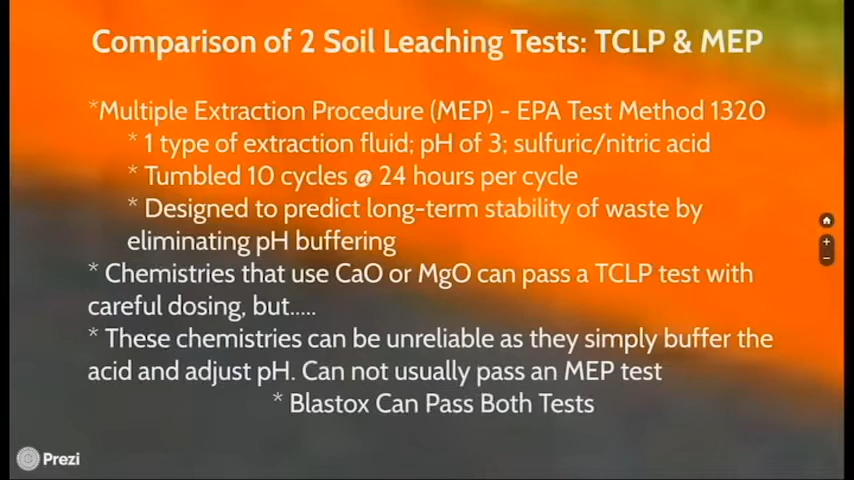 Comparison of 2 Soil Leaching Tests: TCLP & MEP
*Multiple Extraction Procedure (MEP) - EPA Test Method 1320
* 1 type of extraction fluid; pH of 3; sulfuric/nitric acid
* Tumbled 10 cycles @ 24 hours per cycle
* Designed to predict long-term stability of waste by
eliminating pH buffering
* Chemistries that use CaO or MgO can pass a TCLP test with
careful dosing, but.....
* These chemistries can be unreliable as they simply buffer the
acid and adjust pH. Can not usually pass an MEP test
* Blastox Can Pass Both Tests
Prezi